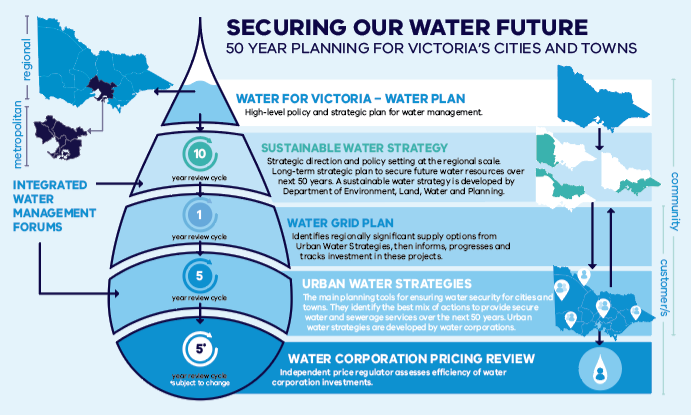 SECURING OUR WATER FUTURE
50 YEAR PLANNING FOR VICTORIA'S CITIES AND TOWNS
regional
metropolitan
WATER FOR VICTORIA – WATER PLAN
High-level policy and strategic plan for water management.
10
year review cycle
SUSTAINABLE WATER STRATEGY
Strategic direction and policy setting at the regional scale.
Long-term strategic plan to secure future water resources over
next 50 years. A sustainable water strategy is developed by
Department of Environment, Land, Water and Planning.
INTEGRATED
WATER
MANAGEMENT
FORUMS
1
year review cycle
WATER GRID PLAN
Identifies regionally significant supply options from
Urban Water Strategies, then informs, progresses and
tracks investment in these projects.
5
year review cycle
URBAN WATER STRATEGIES
The main planning tools for ensuring water security for cities and
towns. They identify the best mix of actions to provide secure
water and sewerage services over the next 50 years. Urban
water strategies are developed by water corporations.
5*
year review cycle
*subject to change
WATER CORPORATION PRICING REVIEW
Independent price regulator assesses efficiency of water
corporation investments.
community
customer/s